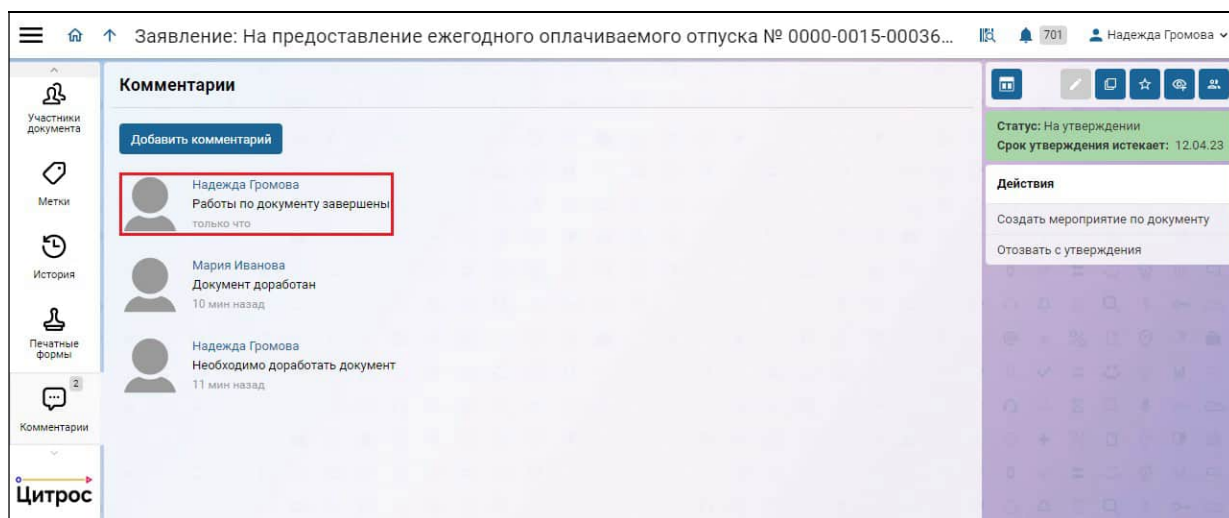 Заявление: На предоставление ежегодного оплачиваемого отпуска № 0000-0015-00036...
701
Надежда Громова
Участники
документа
Метки
История
Печатные
формы
2
Комментарии
Цитрос
Комментарии
Добавить комментарий
Надежда Громова
Работы по документу завершены
только что
Мария Иванова
Документ доработан
10 мин назад
Надежда Громова
Необходимо доработать документ
11 мин назад
Статус: На утверждении
Срок утверждения истекает: 12.04.23
Действия
Создать мероприятие по документу
Отозвать с утверждения